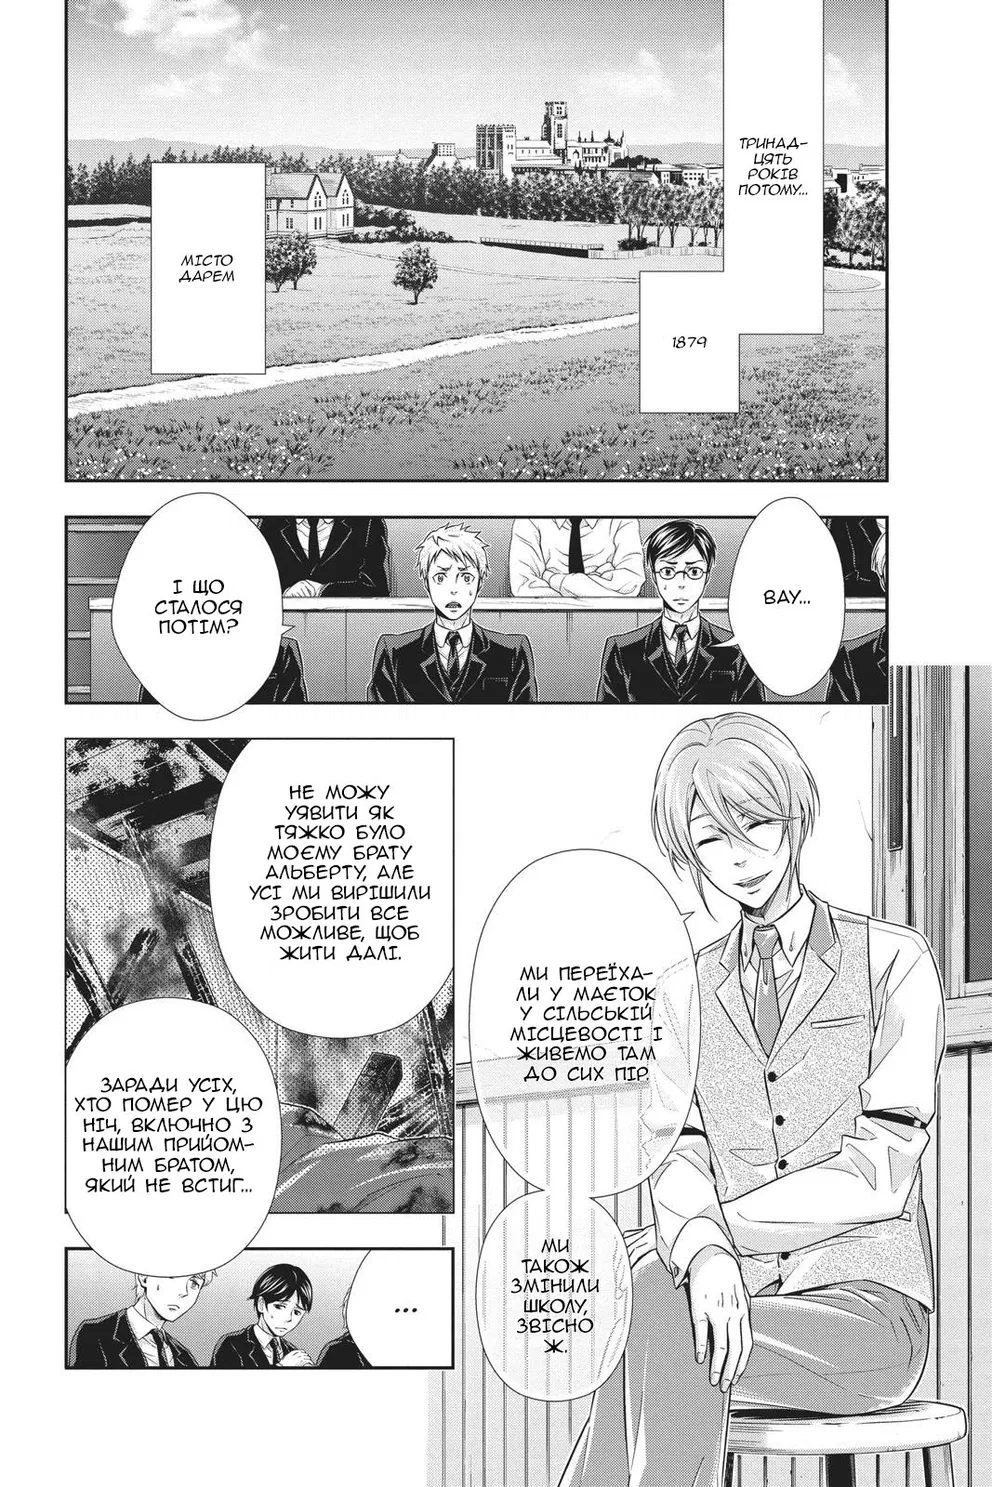 ТРИНАД-
ЦЯТЬ
РОКІВ
ПОТОМУ...
1879
МІСТО
ДАРЕМ
ВАУ...
І ЩО
СТАЛОСЯ
ПОТІМ?
МИ ПЕРЕЇХА-
ЛИ У МАЄТОК
У СІЛЬСЬКІЙ
МІСЦЕВОСТІ І
ЖИВЕМО ТАМ
ДО СИХ ПІР.
МИ
ТАКОЖ
ЗМІНИЛИ
ШКОЛУ,
ЗВІСНО
Ж.
НЕ МОЖУ
УЯВИТИ ЯК
ТЯЖКО БУЛО
МОЄМУ БРАТУ
АЛЬБЕРТУ, АЛЕ
УСІ МИ ВИРІШИЛИ
ЗРОБИТИ ВСЕ
МОЖЛИВЕ, ЩОБ
ЖИТИ ДАЛІ.
ЗАРАДИ УСІХ,
ХТО ПОМЕР У ЦЮ
НІЧ, ВКЛЮЧНО З
НАШИМ ПРИЙОМ-
НИМ БРАТОМ,
ЯКИЙ НЕ ВСТИГ...
...